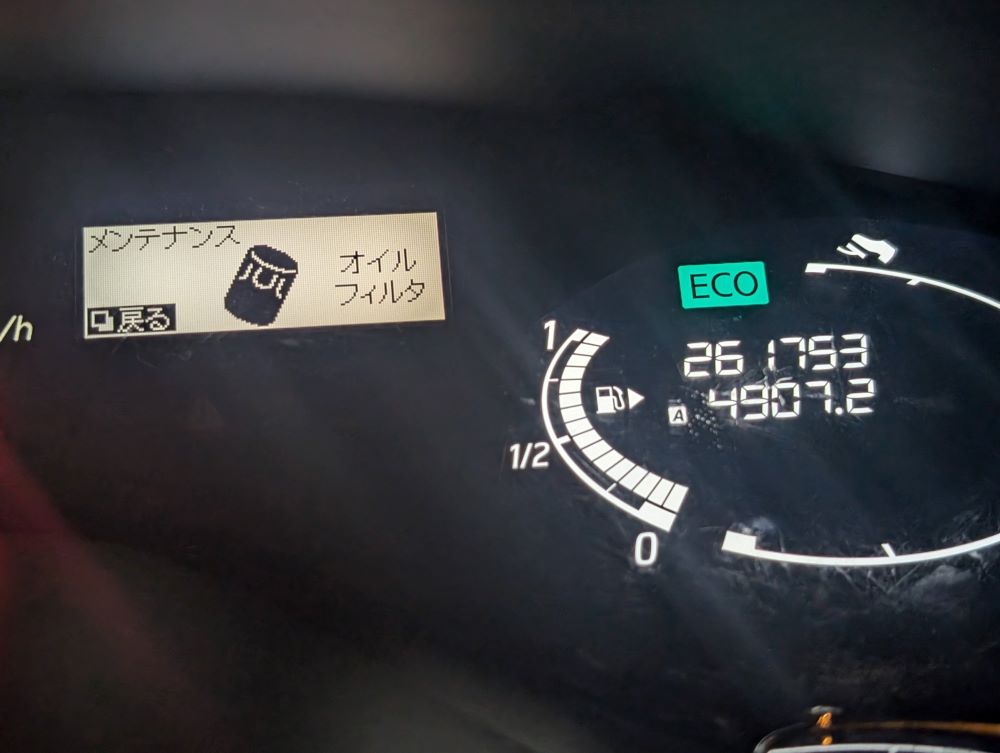 メンテナンス
オイル
フィルタ
戻る
/h
ECO
261753
A 4907.2
1
1/2
0